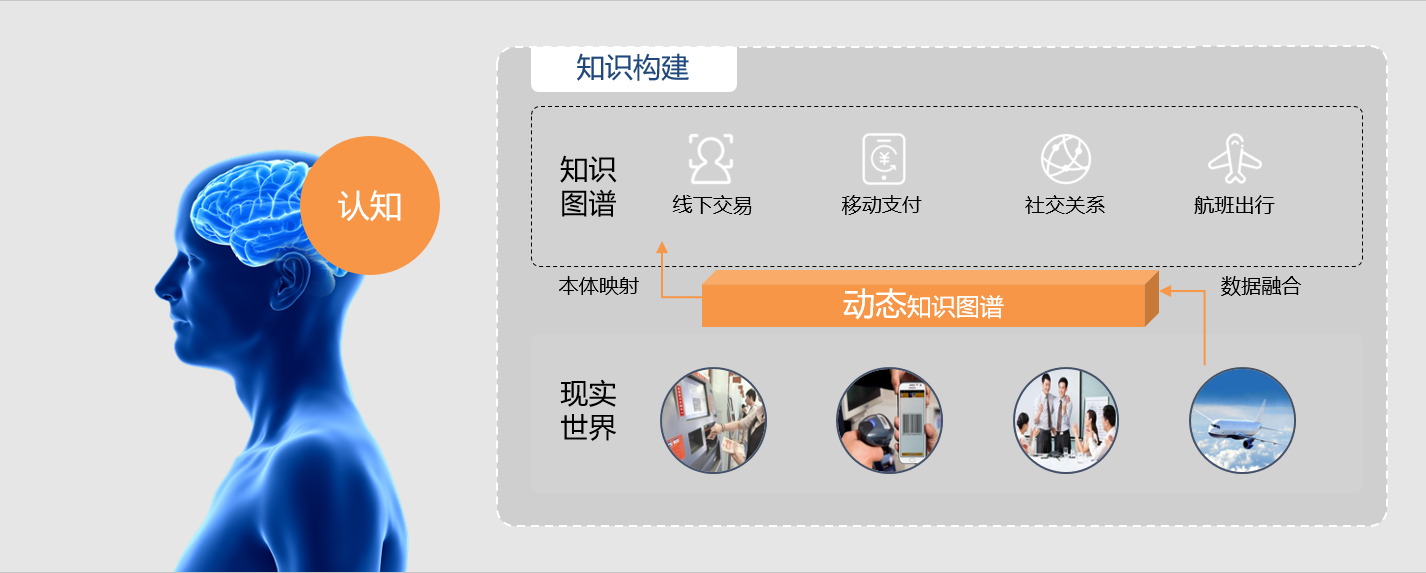 知识构建
认知
知识
图谱
线下交易
移动支付
社交关系
航班出行
本体映射
动态知识图谱
数据融合
现实
世界